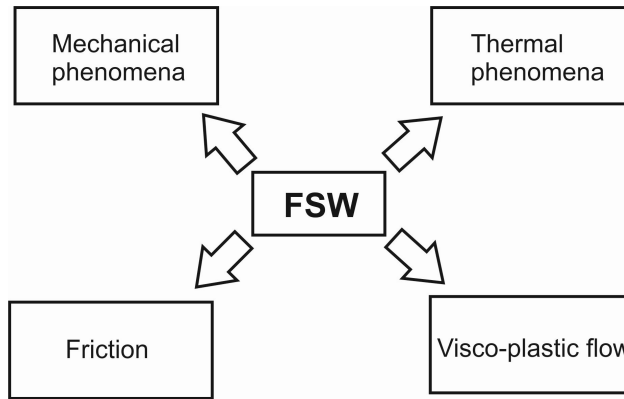 Mechanical
phenomena
Thermal
phenomena
FSW
Friction
Visco-plastic flow